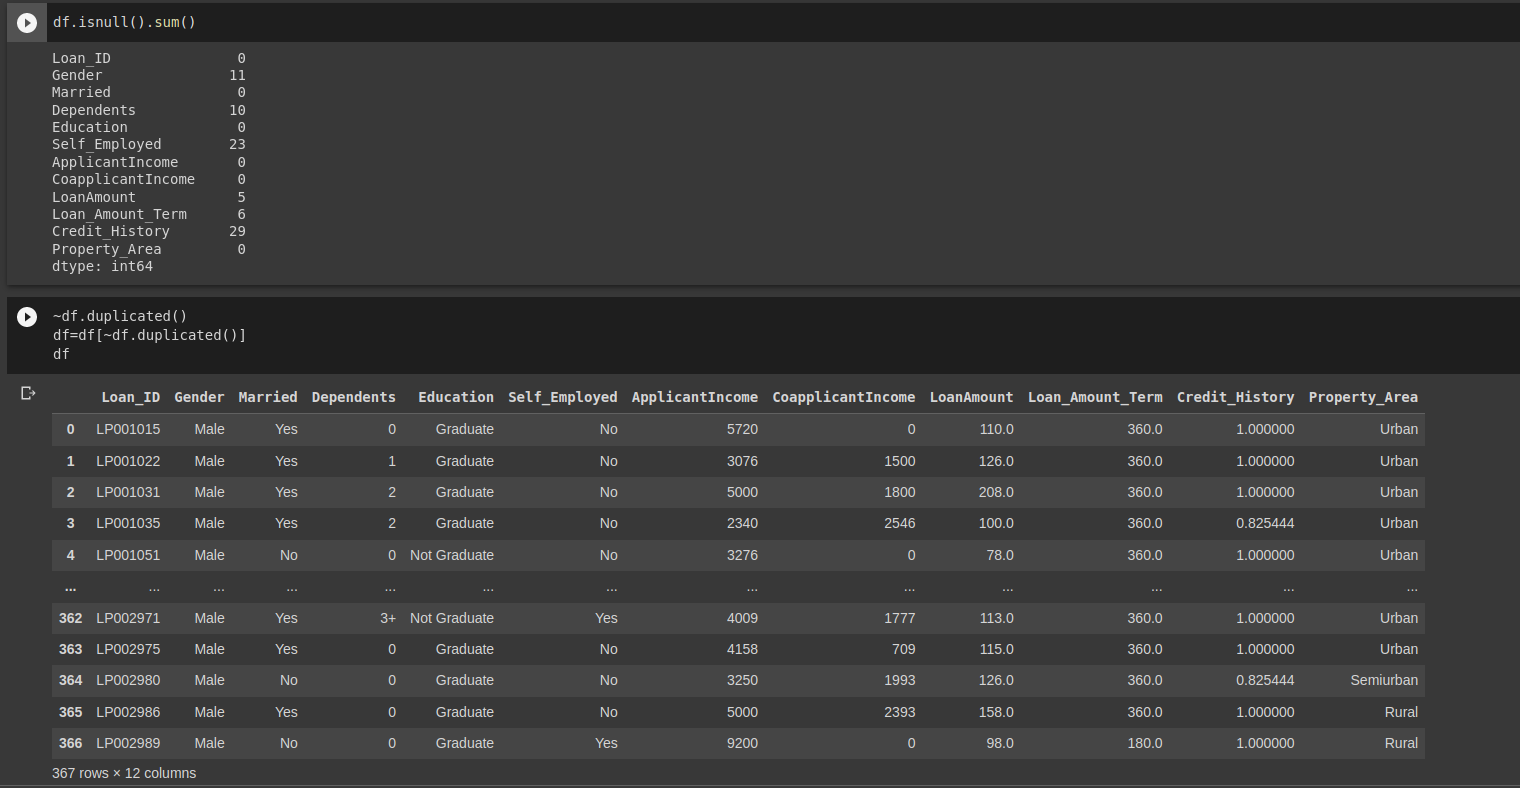 df.isnull().sum()
Loan_ID 0
Gender 11
Married 0
Dependents 10
Education 0
Self_Employed 23
ApplicantIncome 0
CoapplicantIncome 0
LoanAmount 5
Loan_Amount_Term 6
Credit_History 29
Property_Area 0
dtype: int64
~df.duplicated()
df=df[~df.duplicated()]
df
Loan_ID Gender Married Dependents Education Self_Employed ApplicantIncome CoapplicantIncome LoanAmount Loan_Amount_Term Credit_History Property_Area
0 LP001015 Male Yes 0 Graduate No 5720 0 110.0 360.0 1.000000 Urban
1 LP001022 Male Yes 1 Graduate No 3076 1500 126.0 360.0 1.000000 Urban
2 LP001031 Male Yes 2 Graduate No 5000 1800 208.0 360.0 1.000000 Urban
3 LP001035 Male Yes 2 Graduate No 2340 2546 100.0 360.0 0.825444 Urban
4 LP001051 Male No 0 Not Graduate No 3276 0 78.0 360.0 1.000000 Urban
... ... ... ... ... ... ... ... ... ... ... ... ...
362 LP002971 Male Yes 3+ Not Graduate Yes 4009 1777 113.0 360.0 1.000000 Urban
363 LP002975 Male Yes 0 Graduate No 4158 709 115.0 360.0 1.000000 Urban
364 LP002980 Male No 0 Graduate No 3250 1993 126.0 360.0 0.825444 Semiurban
365 LP002986 Male Yes 0 Graduate No 5000 2393 158.0 360.0 1.000000 Rural
366 LP002989 Male No 0 Graduate Yes 9200 0 98.0 180.0 1.000000 Rural
367 rows × 12 columns